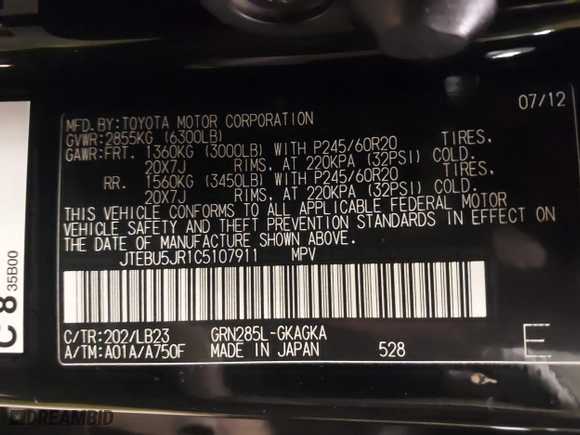 07/12
MFD.BY:TOYOTA MOTOR CORPORATION
GVWR:2855KG (6300LB)
GAWR:FRT. 1360KG (3000LB) WITH P245/60R20 TIRES,
20X7J RIMS, AT 220KPA (32PSI) COLD.
RR. 1560KG (3450LB) WITH P245/60R20 TIRES,
20X7J RIMS, AT 220KPA (32PSI) COLD.
THIS VEHICLE CONFORMS TO ALL APPLICABLE FEDERAL MOTOR
VEHICLE SAFETY AND THEFT PREVENTION STANDARDS IN EFFECT ON
THE DATE OF MANUFACTURE SHOWN ABOVE.
JTEBU5JR1C5107911 MPV
C/TR:202/LB23 GRN285L-GKAGKA
A/TM:A01A/A750F MADE IN JAPAN 528 E
C 8
35B00
DREAMBID